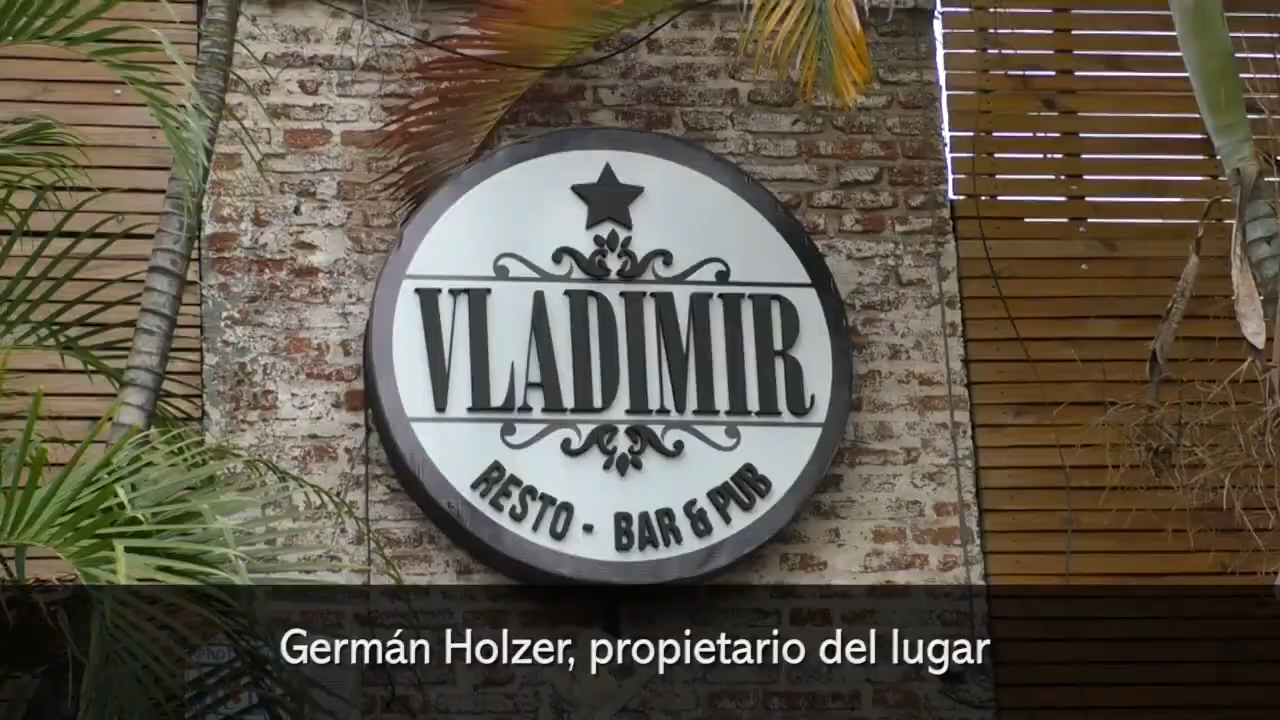 VLADIMIR
RESTO - BAR & PUB
Germán Holzer, propietario del lugar